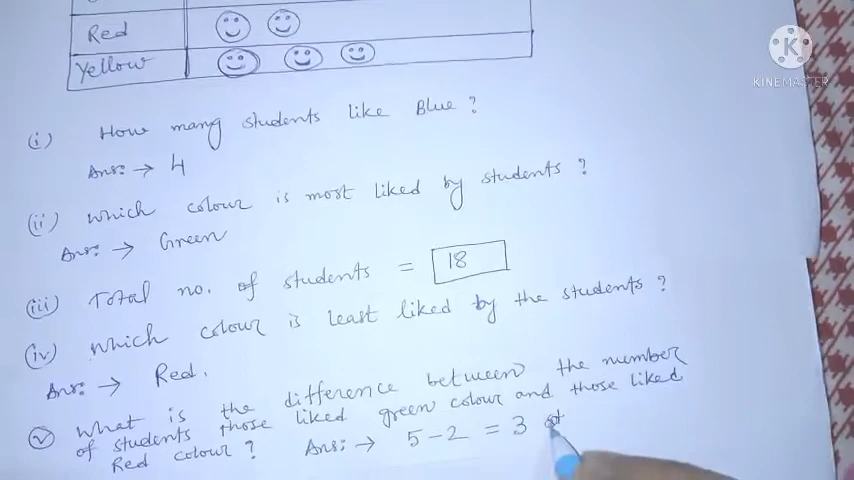 Red
Yellow
K
KINEMASTER
(i) How many students like Blue ?
Ans: → 4
(ii) Which colour is most liked by students ?
Ans: → Green
(iii) Total no. of students = 18
(iv) Which colour is least liked by the students ?
Ans: → Red.
(v) What is the difference between the number
of students those liked green colour and those liked
Red colour ? Ans: → 5 - 2 = 3